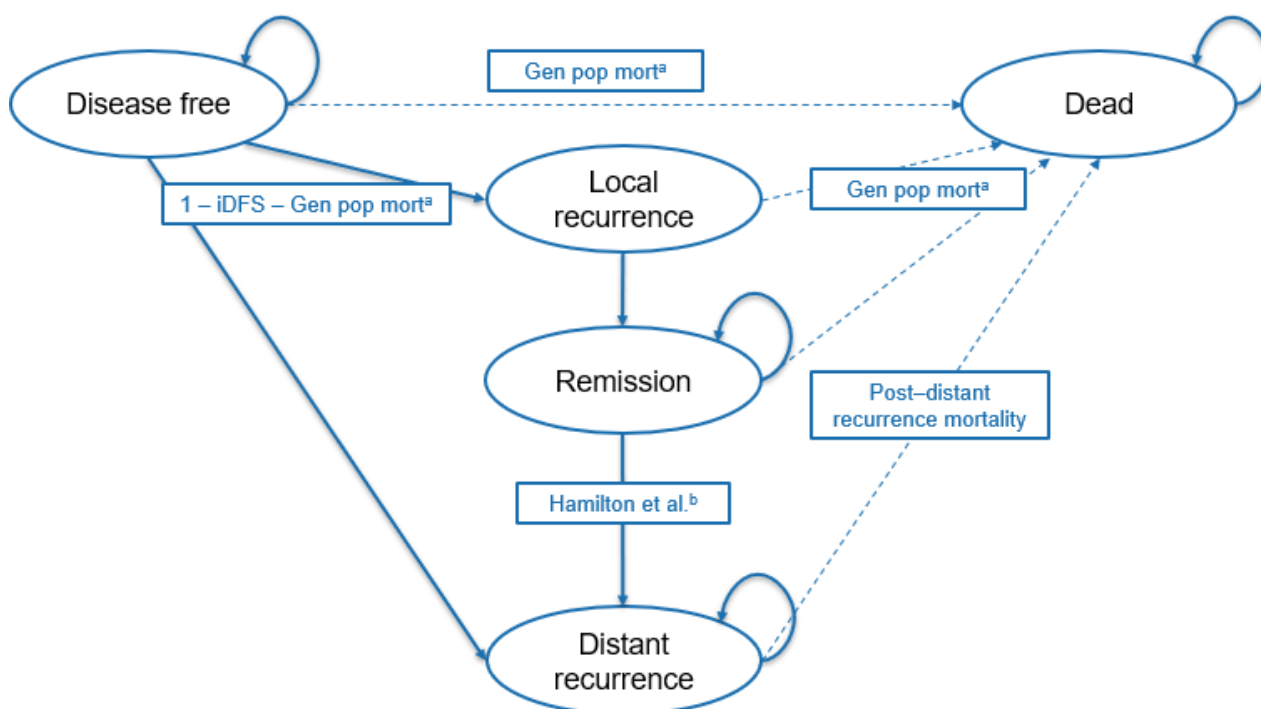 Gen pop mortᵃ
Disease free
Dead
Local
recurrence
Gen pop mortᵃ
1 – iDFS – Gen pop mortᵃ
Remission
Post–distant
recurrence mortality
Hamilton et al.ᵇ
Distant
recurrence